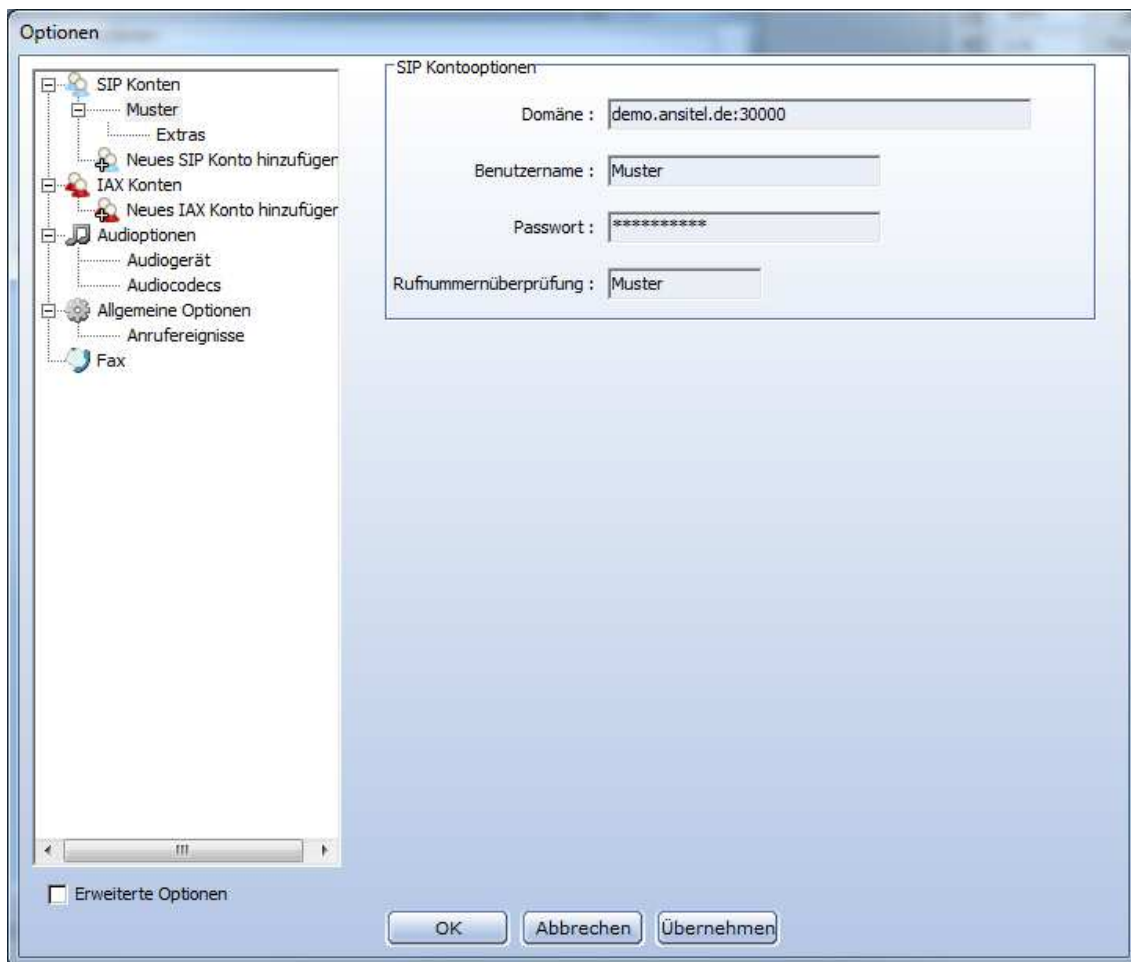 Optionen
SIP Konten
Muster
Extras
Neues SIP Konto hinzufüger
IAX Konten
Neues IAX Konto hinzufüger
Audioptionen
Audiogerät
Audiocodecs
Allgemeine Optionen
Anrufereignisse
Fax
SIP Kontooptionen
Domäne : demo.ansitel.de:30000
Benutzername : Muster
Passwort : **********
Rufnummernüberprüfung : Muster
Erweiterte Optionen
OK Abbrechen Übernehmen